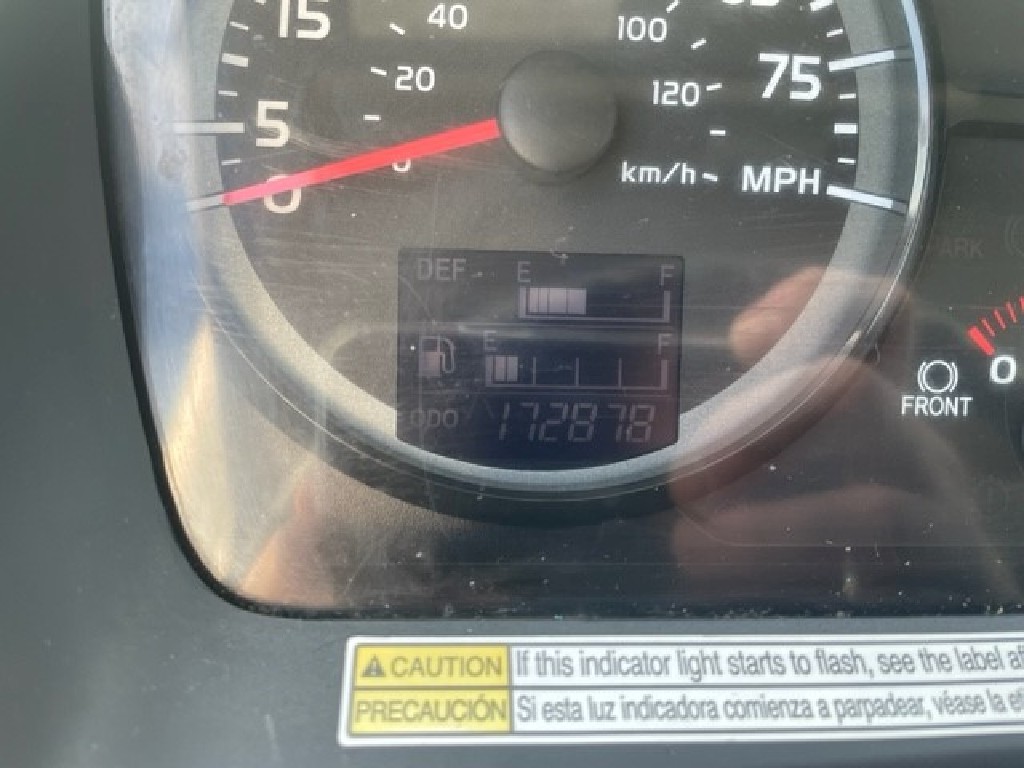 15
40
100
20
120
75
5
0
0
km/h
MPH
DEF
E
F
E
F
ODO
172878
0
FRONT
CAUTION If this indicator light starts to flash, see the label
PRECAUCIÓN Si esta luz indicadora comienza a parpadear, véase la